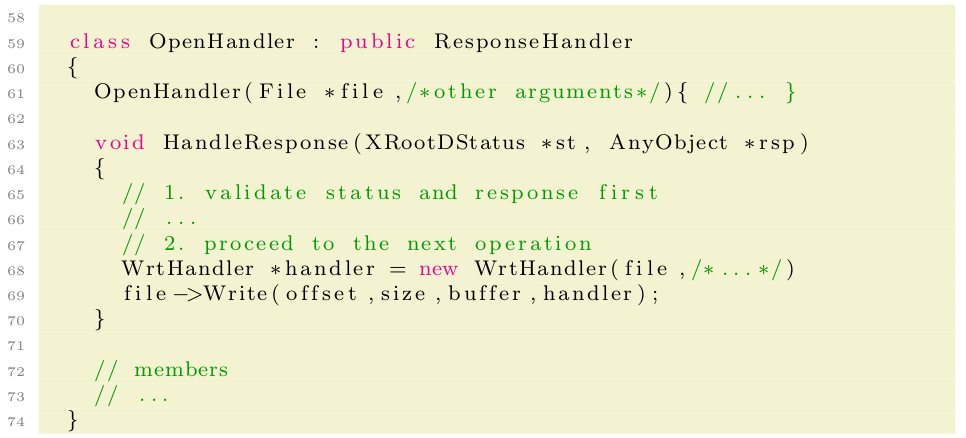 58
59 class OpenHandler : public ResponseHandler
60 {
61 OpenHandler(File *file,/*other arguments*/){ //... }
62
63 void HandleResponse(XRootDStatus *st, AnyObject *rsp)
64 {
65 // 1. validate status and response first
66 // ...
67 // 2. proceed to the next operation
68 WrtHandler *handler = new WrtHandler(file,/*...*/)
69 file->Write(offset,size,buffer,handler);
70 }
71
72 // members
73 // ...
74 }